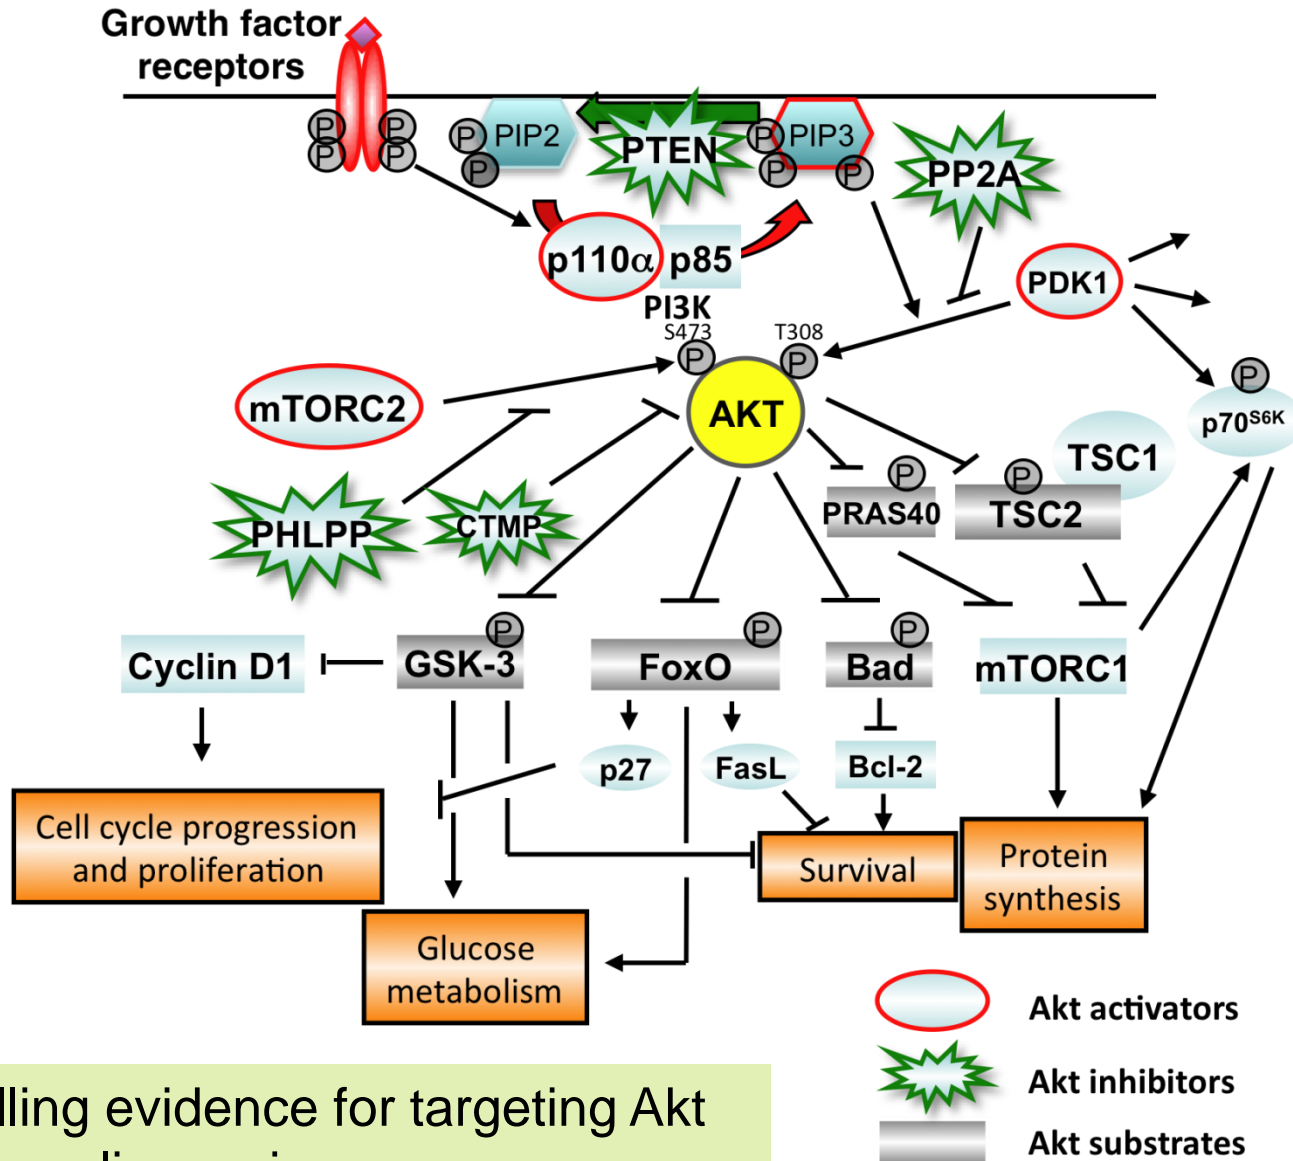 Growth factor
receptors
P
P
P
P
P
PIP2
P
PTEN
P
PIP3
P
P
PP2A
p110α
p85
PI3K
PDK1
S473
T308
P
P
mTORC2
AKT
P
p70S6K
TSC1
P
PRAS40
P
TSC2
PHLPP
CTMP
P
P
P
Cyclin D1
GSK-3
FoxO
Bad
mTORC1
p27
FasL
Bcl-2
Cell cycle progression
and proliferation
Survival
Protein
synthesis
Glucose
metabolism
Akt activators
Akt inhibitors
Akt substrates
lling evidence for targeting Akt